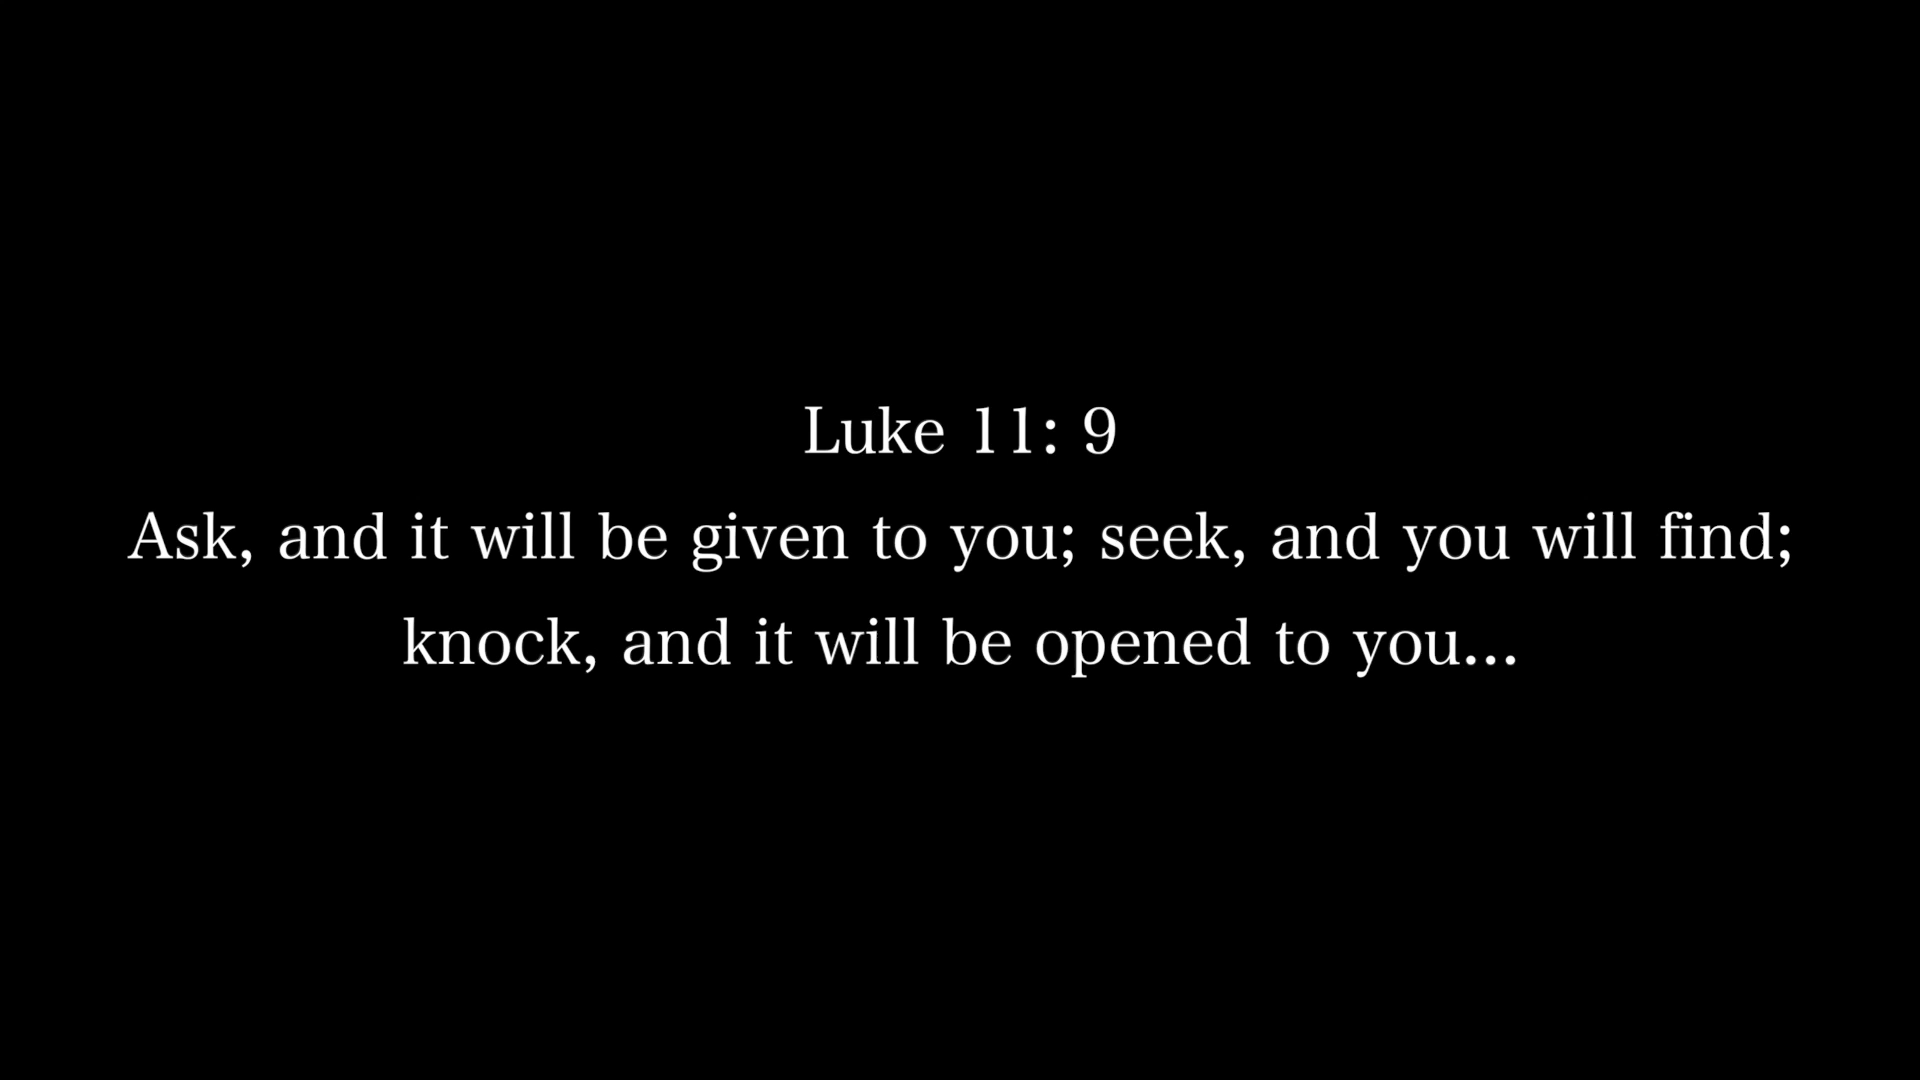 Luke 11: 9
Ask, and it will be given to you; seek, and you will find;
knock, and it will be opened to you...